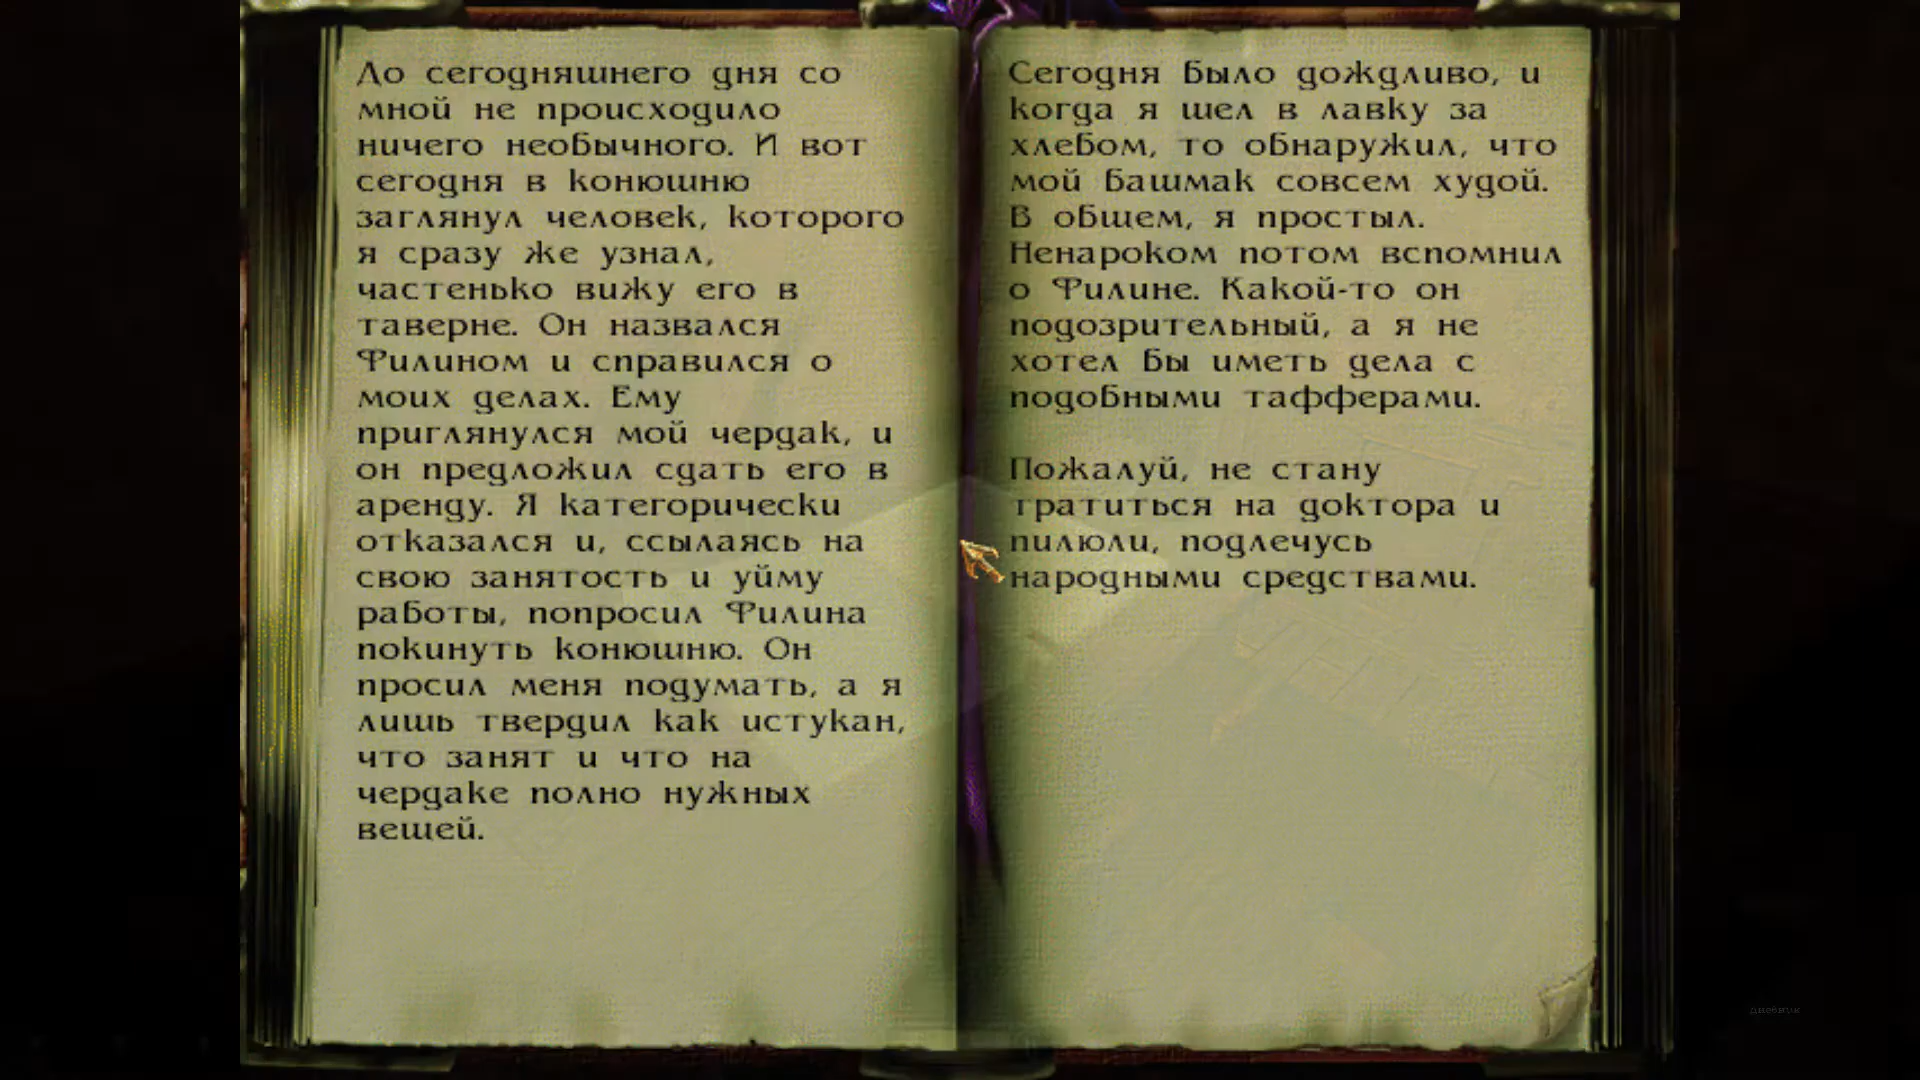 До сегодняшнего дня со
мной не происходило
ничего необычного. И вот
сегодня в конюшню
заглянул человек, которого
я сразу же узнал,
частенько вижу его в
таверне. Он назвался
Филином и справился о
моих делах. Ему
приглянулся мой чердак, и
он предложил сдать его в
аренду. Я категорически
отказался и, ссылаясь на
свою занятость и уйму
работы, попросил Филина
покинуть конюшню. Он
просил меня подумать, а я
лишь твердил как истукан,
что занят и что на
чердаке полно нужных
вещей.
Сегодня было дождливо, и
когда я шел в лавку за
хлебом, то обнаружил, что
мой башмак совсем худой.
В общем, я простыл.
Ненароком потом вспомнил
о Филине. Какой-то он
подозрительный, а я не
хотел бы иметь дела с
подобными тафферами.
Пожалуй, не стану
тратиться на доктора и
пилюли, подлечусь
народными средствами.
дневник